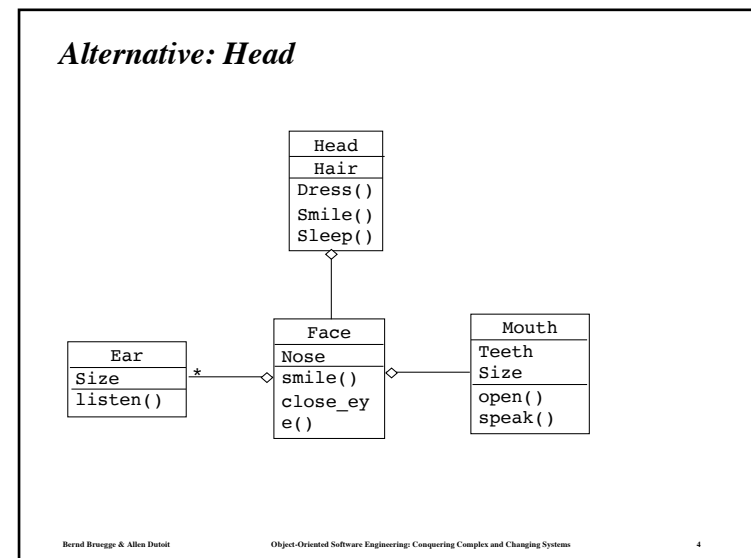 Alternative: Head
Head
Hair
Dress()
Smile()
Sleep()
Ear
Size
listen()
*
Face
Nose
smile()
close_ey
e()
Mouth
Teeth
Size
open()
speak()
Bernd Bruegge & Allen Dutoit
Object-Oriented Software Engineering: Conquering Complex and Changing Systems
4